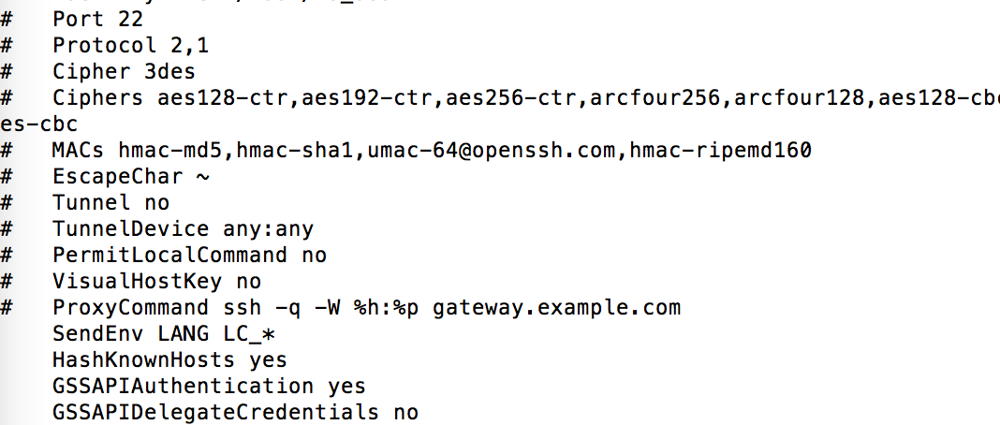 #   Port 22
#   Protocol 2,1
#   Cipher 3des
#   Ciphers aes128-ctr,aes192-ctr,aes256-ctr,arcfour256,arcfour128,aes128-cb
es-cbc
#   MACs hmac-md5,hmac-sha1,umac-64@openssh.com,hmac-ripemd160
#   EscapeChar ~
#   Tunnel no
#   TunnelDevice any:any
#   PermitLocalCommand no
#   VisualHostKey no
#   ProxyCommand ssh -q -W %h:%p gateway.example.com
    SendEnv LANG LC_*
    HashKnownHosts yes
    GSSAPIAuthentication yes
    GSSAPIDelegateCredentials no